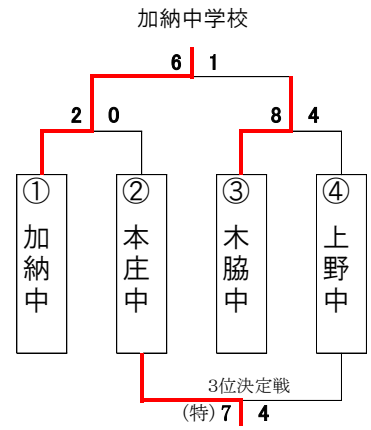 加納中学校
6 1
2 0 8 4
① ② ③ ④
加納中
本庄中
木脇中
上野中
3位決定戦
(特) 7 4